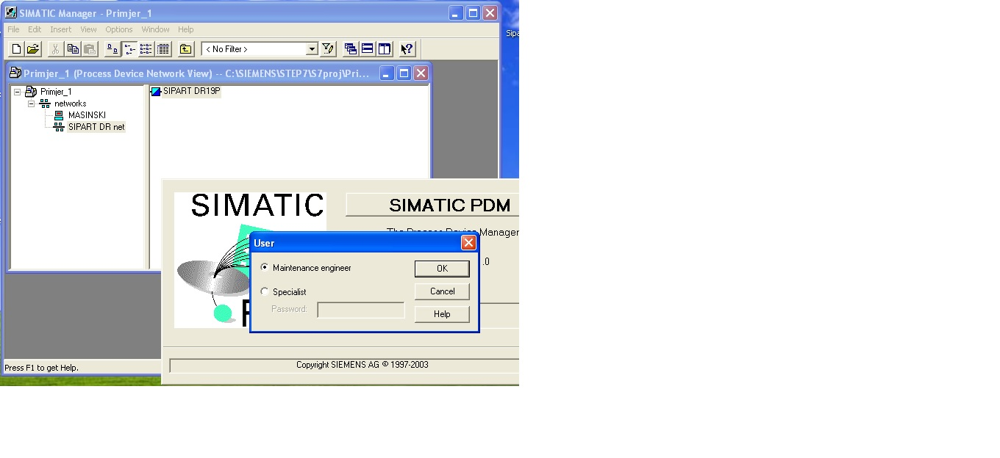 SIMATIC Manager - Primjer_1
File Edit Insert View Options Window Help
< No Filter >
Primjer_1 (Process Device Network View) -- C:\SIEMENS\STEP7\S7proj\Pri...
Primjer_1
networks
MASINSKI
SIPART DR net
SIPART DR19P
Sipa
SIMATIC
SIMATIC PDM
The Process Device Manager
.0
User
Maintenance engineer
Specialist
Password:
OK
Cancel
Help
Copyright SIEMENS AG © 1997-2003
Press F1 to get Help.